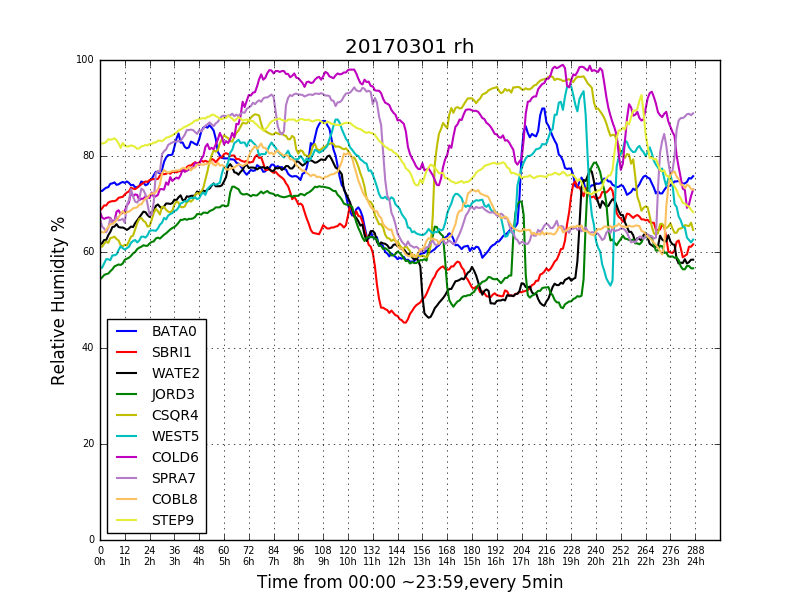 20170301 rh
100
80
60
40
20
0
Relative Humidity %
BATA0
SBRI1
WATE2
JORD3
CSQR4
WEST5
COLD6
SPRA7
COBL8
STEP9
0 12 24 36 48 60 72 84 96 108 120 132 144 156 168 180 192 204 216 228 240 252 264 276 288
0h 1h 2h 3h 4h 5h 6h 7h 8h 9h 10h 11h 12h 13h 14h 15h 16h 17h 18h 19h 20h 21h 22h 23h 24h
Time from 00:00 ~23:59,every 5min